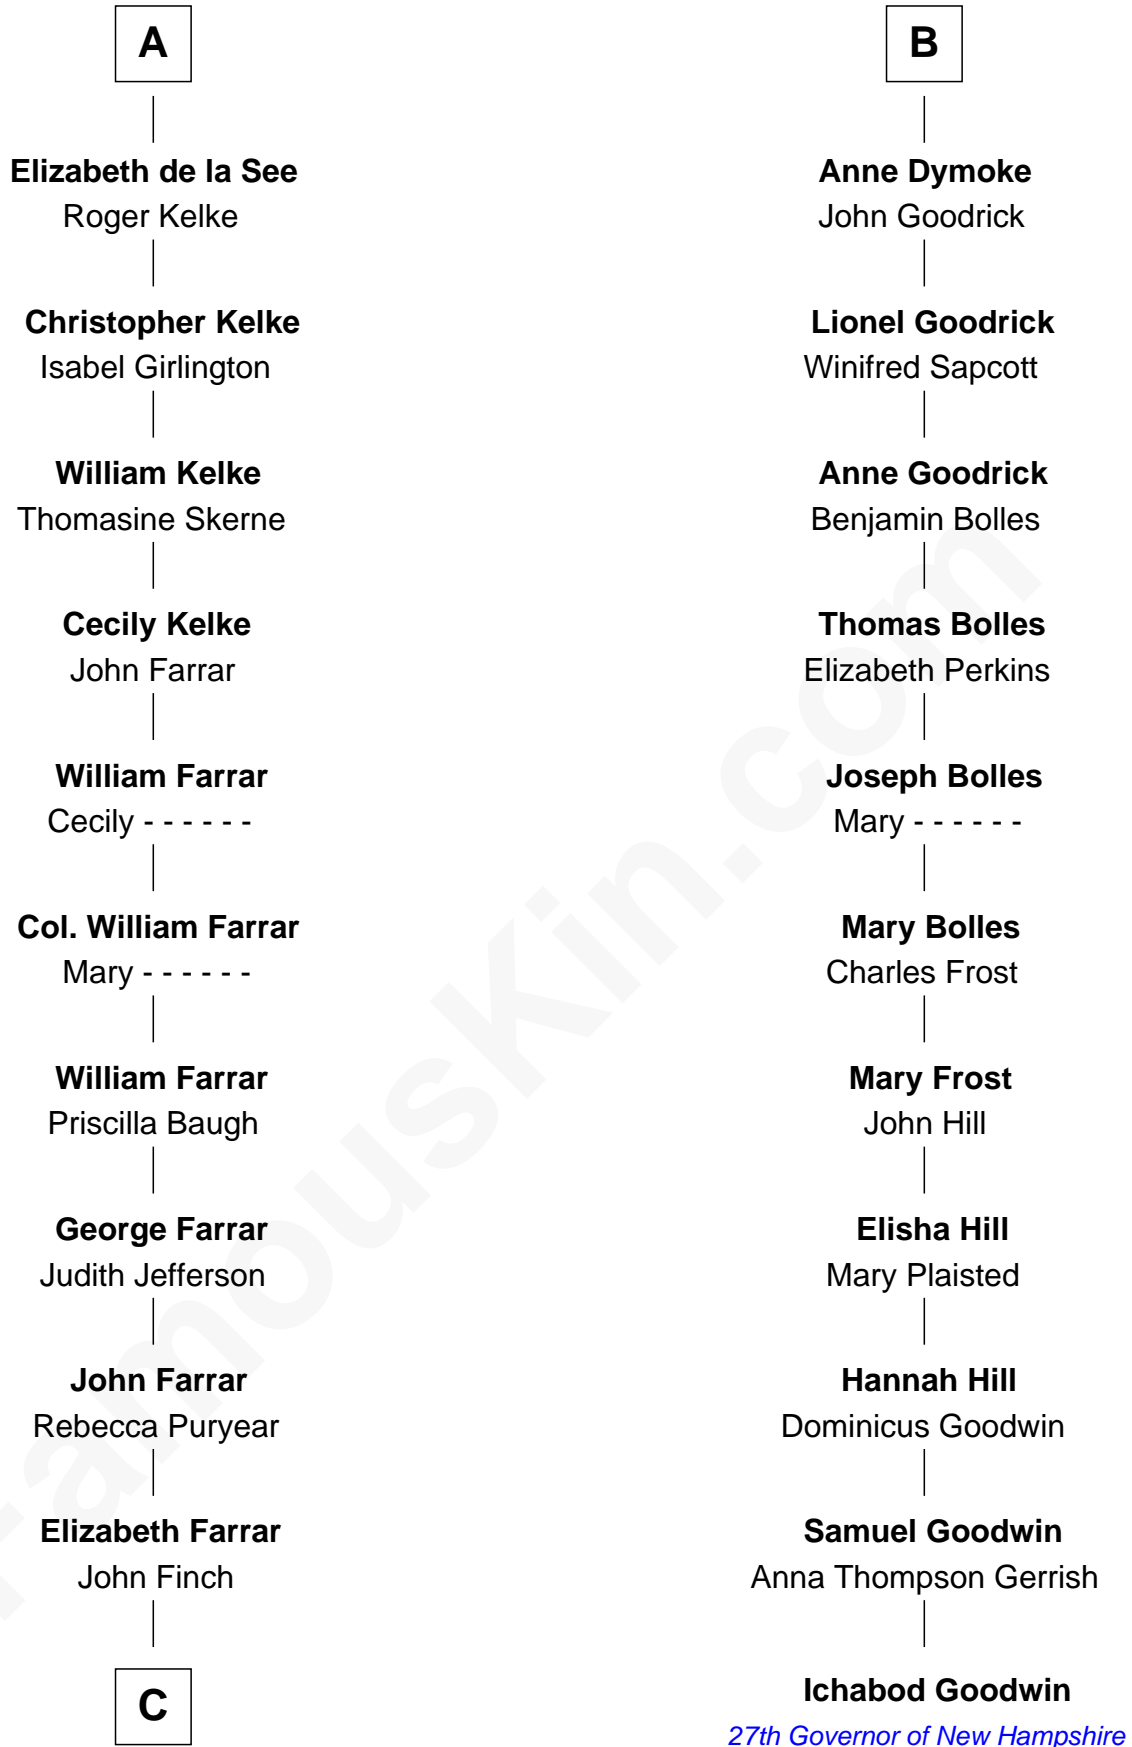 A
Elizabeth de la See
Roger Kelke
Christopher Kelke
Isabel Girlington
William Kelke
Thomasine Skerne
Cecily Kelke
John Farrar
William Farrar
Cecily - - - - - -
Col. William Farrar
Mary - - - - - -
William Farrar
Priscilla Baugh
George Farrar
Judith Jefferson
John Farrar
Rebecca Puryear
Elizabeth Farrar
John Finch
C
B
Anne Dymoke
John Goodrick
Lionel Goodrick
Winifred Sapcott
Anne Goodrick
Benjamin Bolles
Thomas Bolles
Elizabeth Perkins
Joseph Bolles
Mary - - - - - -
Mary Bolles
Charles Frost
Mary Frost
John Hill
Elisha Hill
Mary Plaisted
Hannah Hill
Dominicus Goodwin
Samuel Goodwin
Anna Thompson Gerrish
Ichabod Goodwin
27th Governor of New Hampshire
FamousKin.com